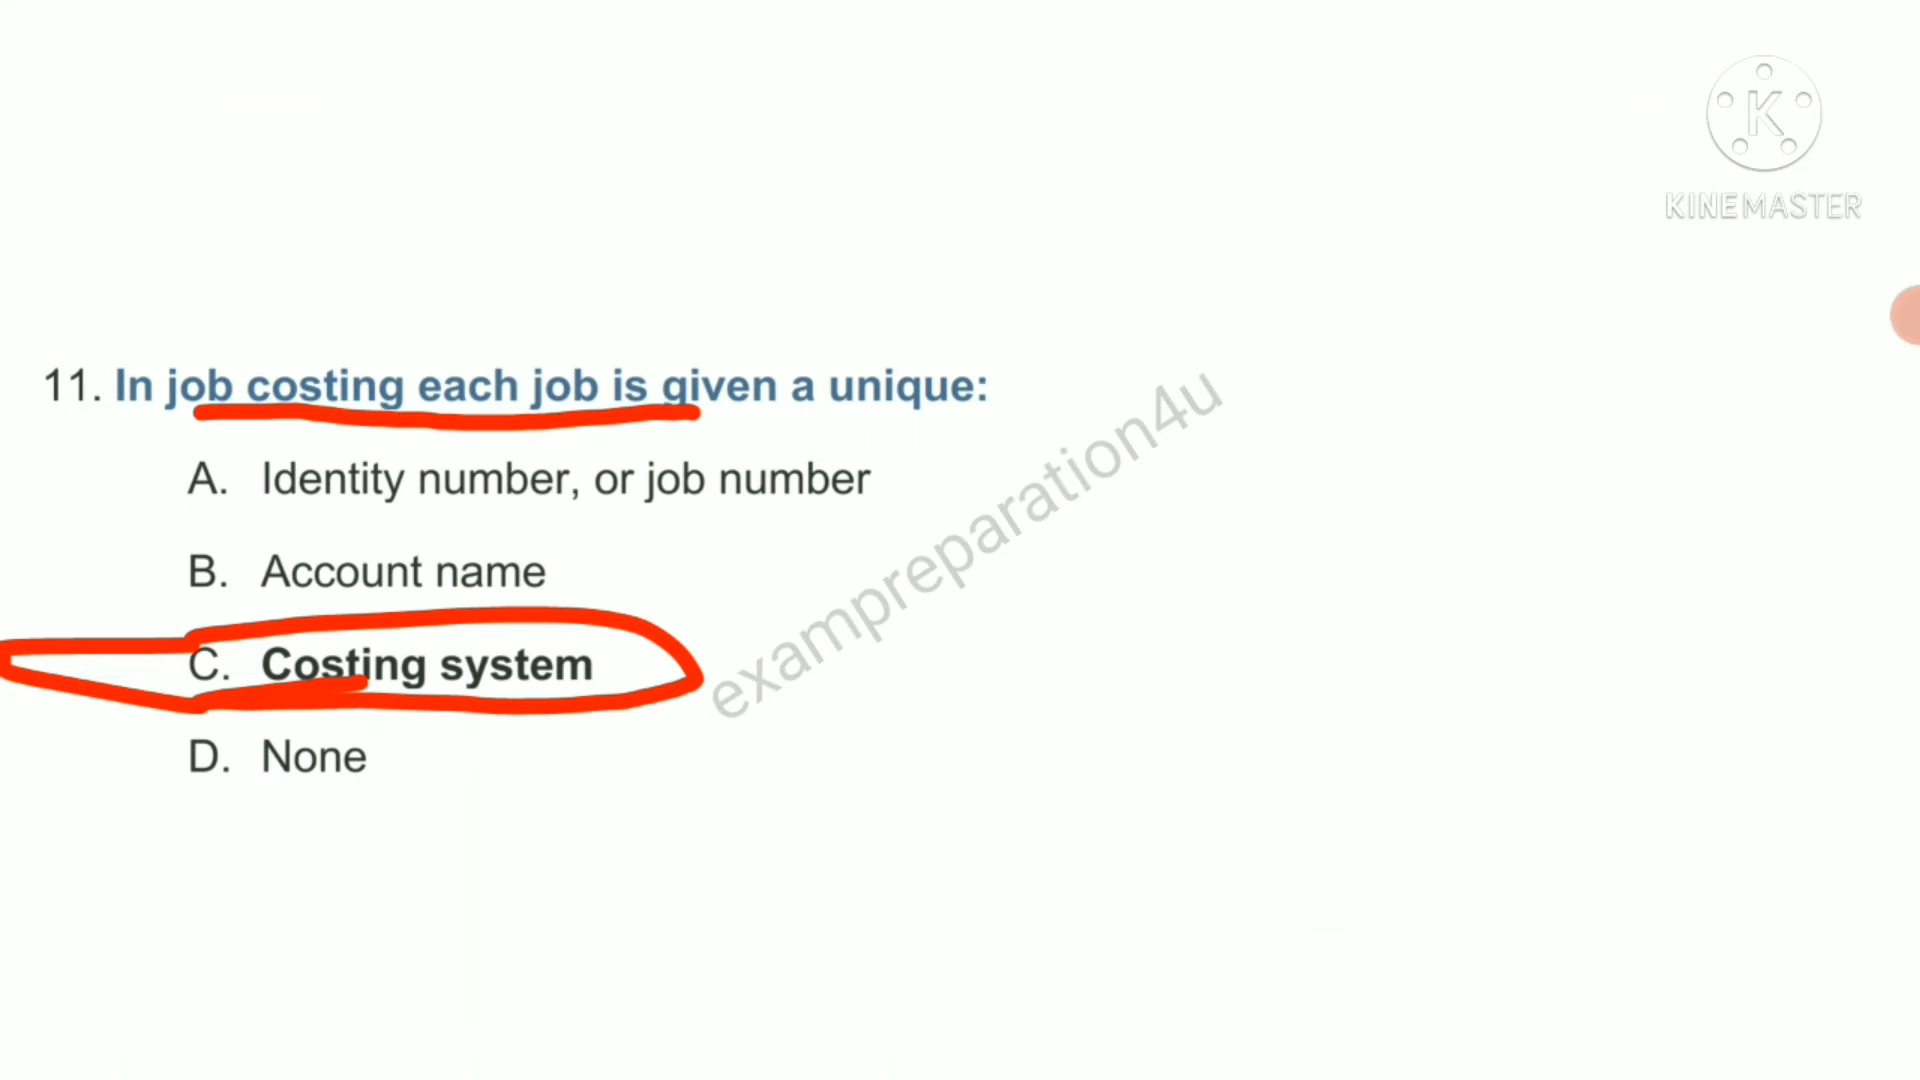 K
KINEMASTER
11. In job costing each job is given a unique:
A. Identity number, or job number
B. Account name
C. Costing system
D. None
exampreparation4u